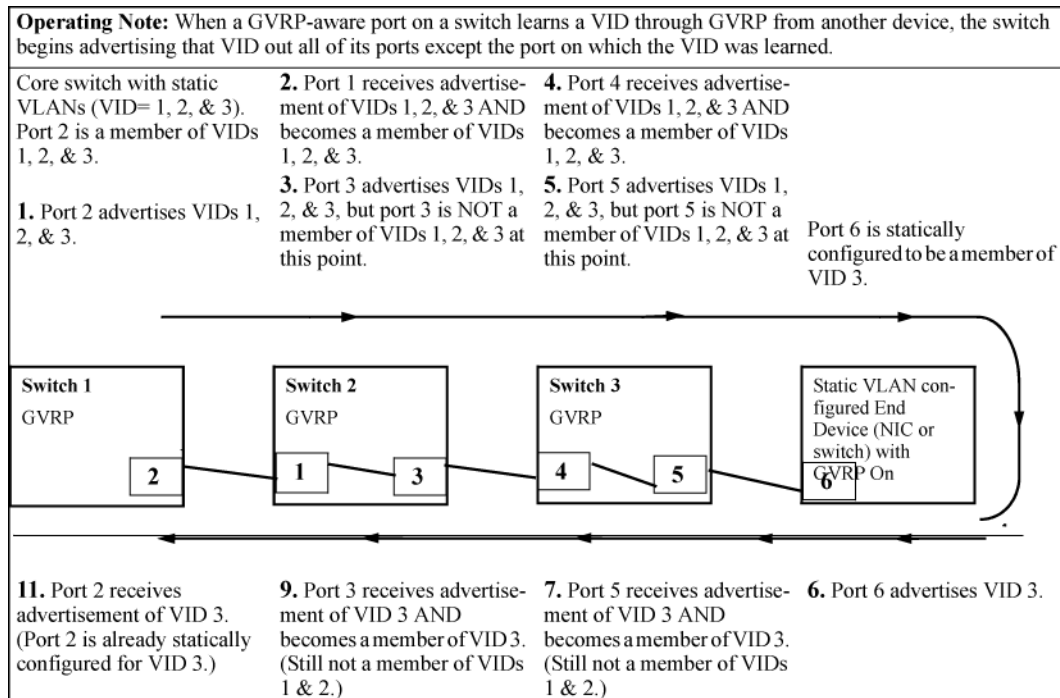 Operating Note: When a GVRP-aware port on a switch learns a VID through GVRP from another device, the switch
begins advertising that VID out all of its ports except the port on which the VID was learned.
Core switch with static
VLANs (VID= 1, 2, & 3).
Port 2 is a member of VIDs
1, 2, & 3.
1. Port 2 advertises VIDs 1,
2, & 3.
2. Port 1 receives advertise-
ment of VIDs 1, 2, & 3 AND
becomes a member of VIDs
1, 2, & 3.
3. Port 3 advertises VIDs 1,
2, & 3, but port 3 is NOT a
member of VIDs 1, 2, & 3 at
this point.
4. Port 4 receives advertise-
ment of VIDs 1, 2, & 3 AND
becomes a member of VIDs
1, 2, & 3.
5. Port 5 advertises VIDs 1,
2, & 3, but port 5 is NOT a
member of VIDs 1, 2, & 3 at
this point.
Port 6 is statically
configured to be a member of
VID 3.
Switch 1
GVRP
2
Switch 2
GVRP
1
3
Switch 3
GVRP
4
5
Static VLAN con-
figured End
Device (NIC or
switch) with
GVRP On
6
11. Port 2 receives
advertisement of VID 3.
(Port 2 is already statically
configured for VID 3.)
9. Port 3 receives advertise-
ment of VID 3 AND
becomes a member of VID 3.
(Still not a member of VIDs
1 & 2.)
7. Port 5 receives advertise-
ment of VID 3 AND
becomes a member of VID 3.
(Still not a member of VIDs
1 & 2.)
6. Port 6 advertises VID 3.